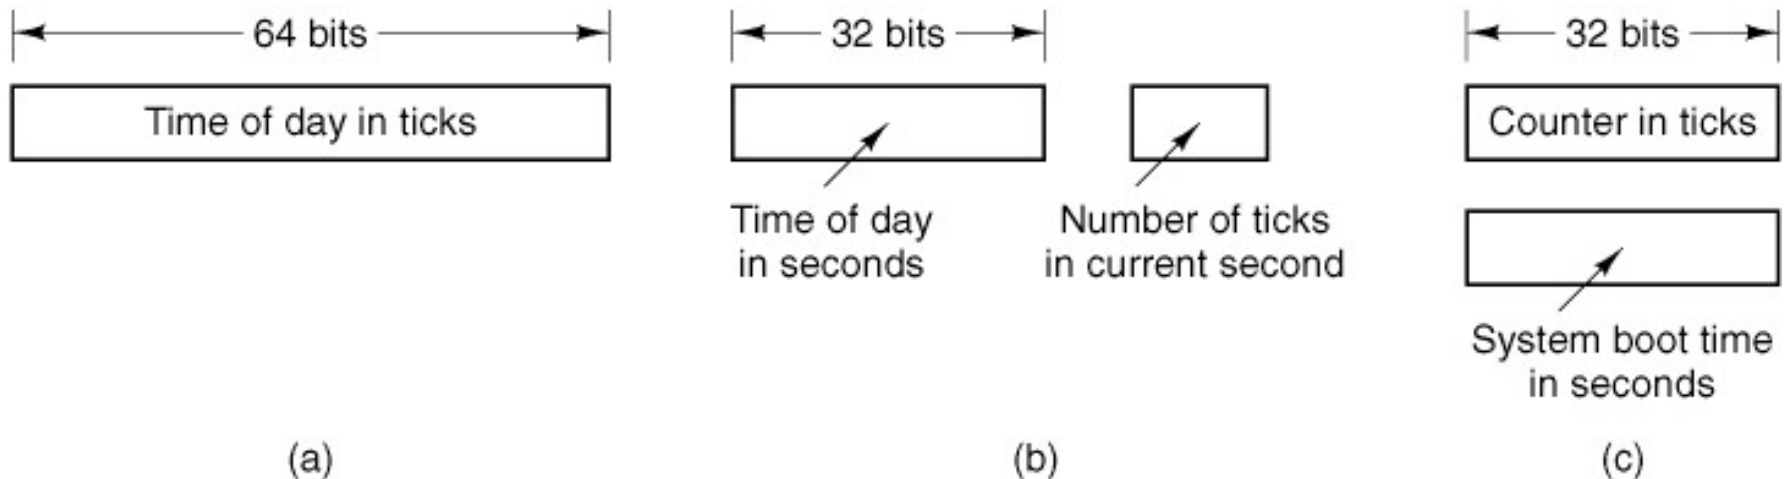 64 bits
Time of day in ticks
(a)
32 bits
Time of day
in seconds
Number of ticks
in current second
(b)
32 bits
Counter in ticks
System boot time
in seconds
(c)